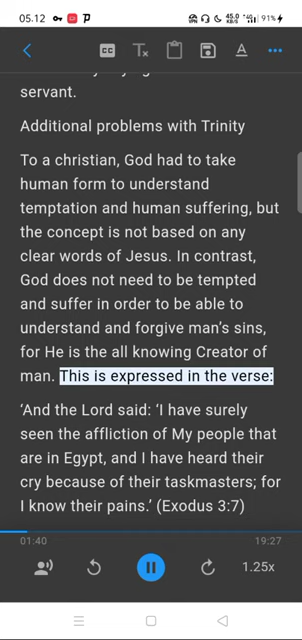 05.12
45.0
KB/S
4G
91%
CC
servant.
Additional problems with Trinity
To a christian, God had to take
human form to understand
temptation and human suffering, but
the concept is not based on any
clear words of Jesus. In contrast,
God does not need to be tempted
and suffer in order to be able to
understand and forgive man's sins,
for He is the all knowing Creator of
man. This is expressed in the verse:
‘And the Lord said: ‘I have surely
seen the affliction of My people that
are in Egypt, and I have heard their
cry because of their taskmasters; for
I know their pains.’ (Exodus 3:7)
01:40
19:27
1.25x